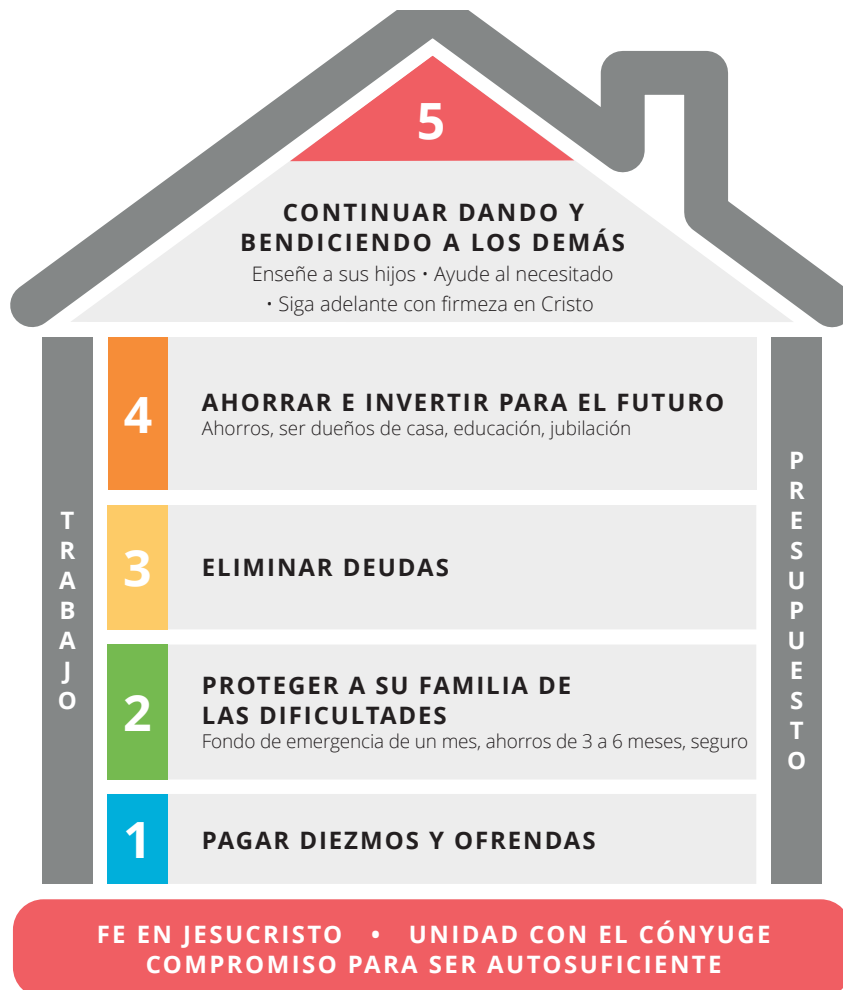 5
CONTINUAR DANDO Y
BENDICIENDO A LOS DEMÁS
Enseñe a sus hijos • Ayude al necesitado
• Siga adelante con firmeza en Cristo
TRABAJO
4
AHORRAR E INVERTIR PARA EL FUTURO
Ahorros, ser dueños de casa, educación, jubilación
3
ELIMINAR DEUDAS
2
PROTEGER A SU FAMILIA DE
LAS DIFICULTADES
Fondo de emergencia de un mes, ahorros de 3 a 6 meses, seguro
1
PAGAR DIEZMOS Y OFRENDAS
PRESUPUESTO
FE EN JESUCRISTO • UNIDAD CON EL CÓNYUGE
COMPROMISO PARA SER AUTOSUFICIENTE